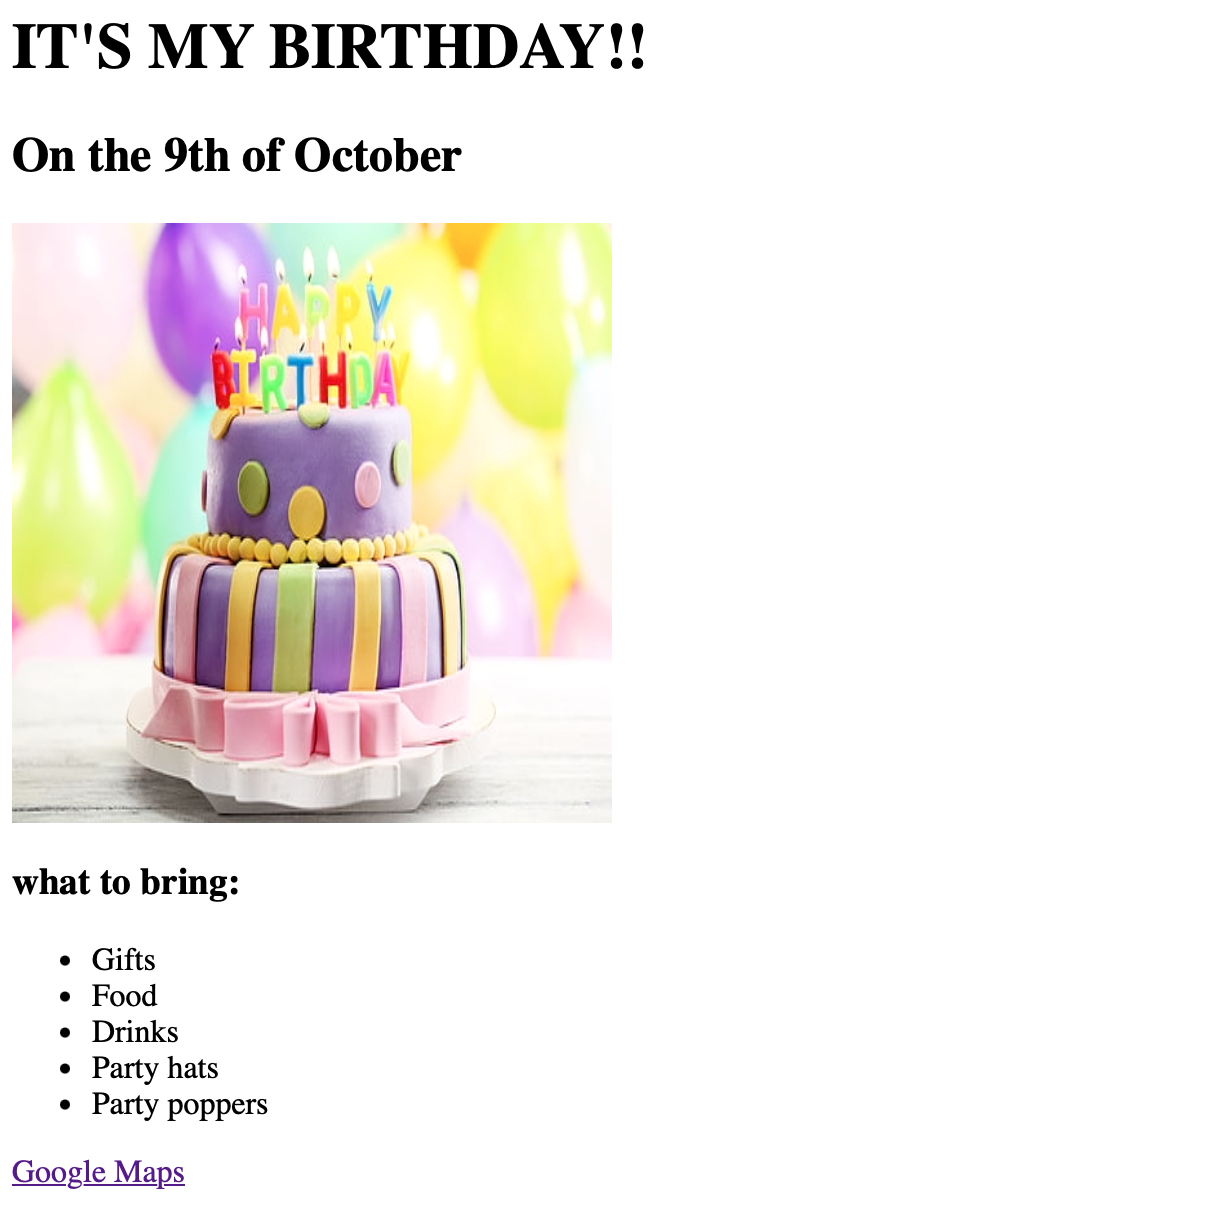 IT'S MY BIRTHDAY!!
On the 9th of October
HAPPY
BIRTHDAY
what to bring:
Gifts
Food
Drinks
Party hats
Party poppers
Google Maps